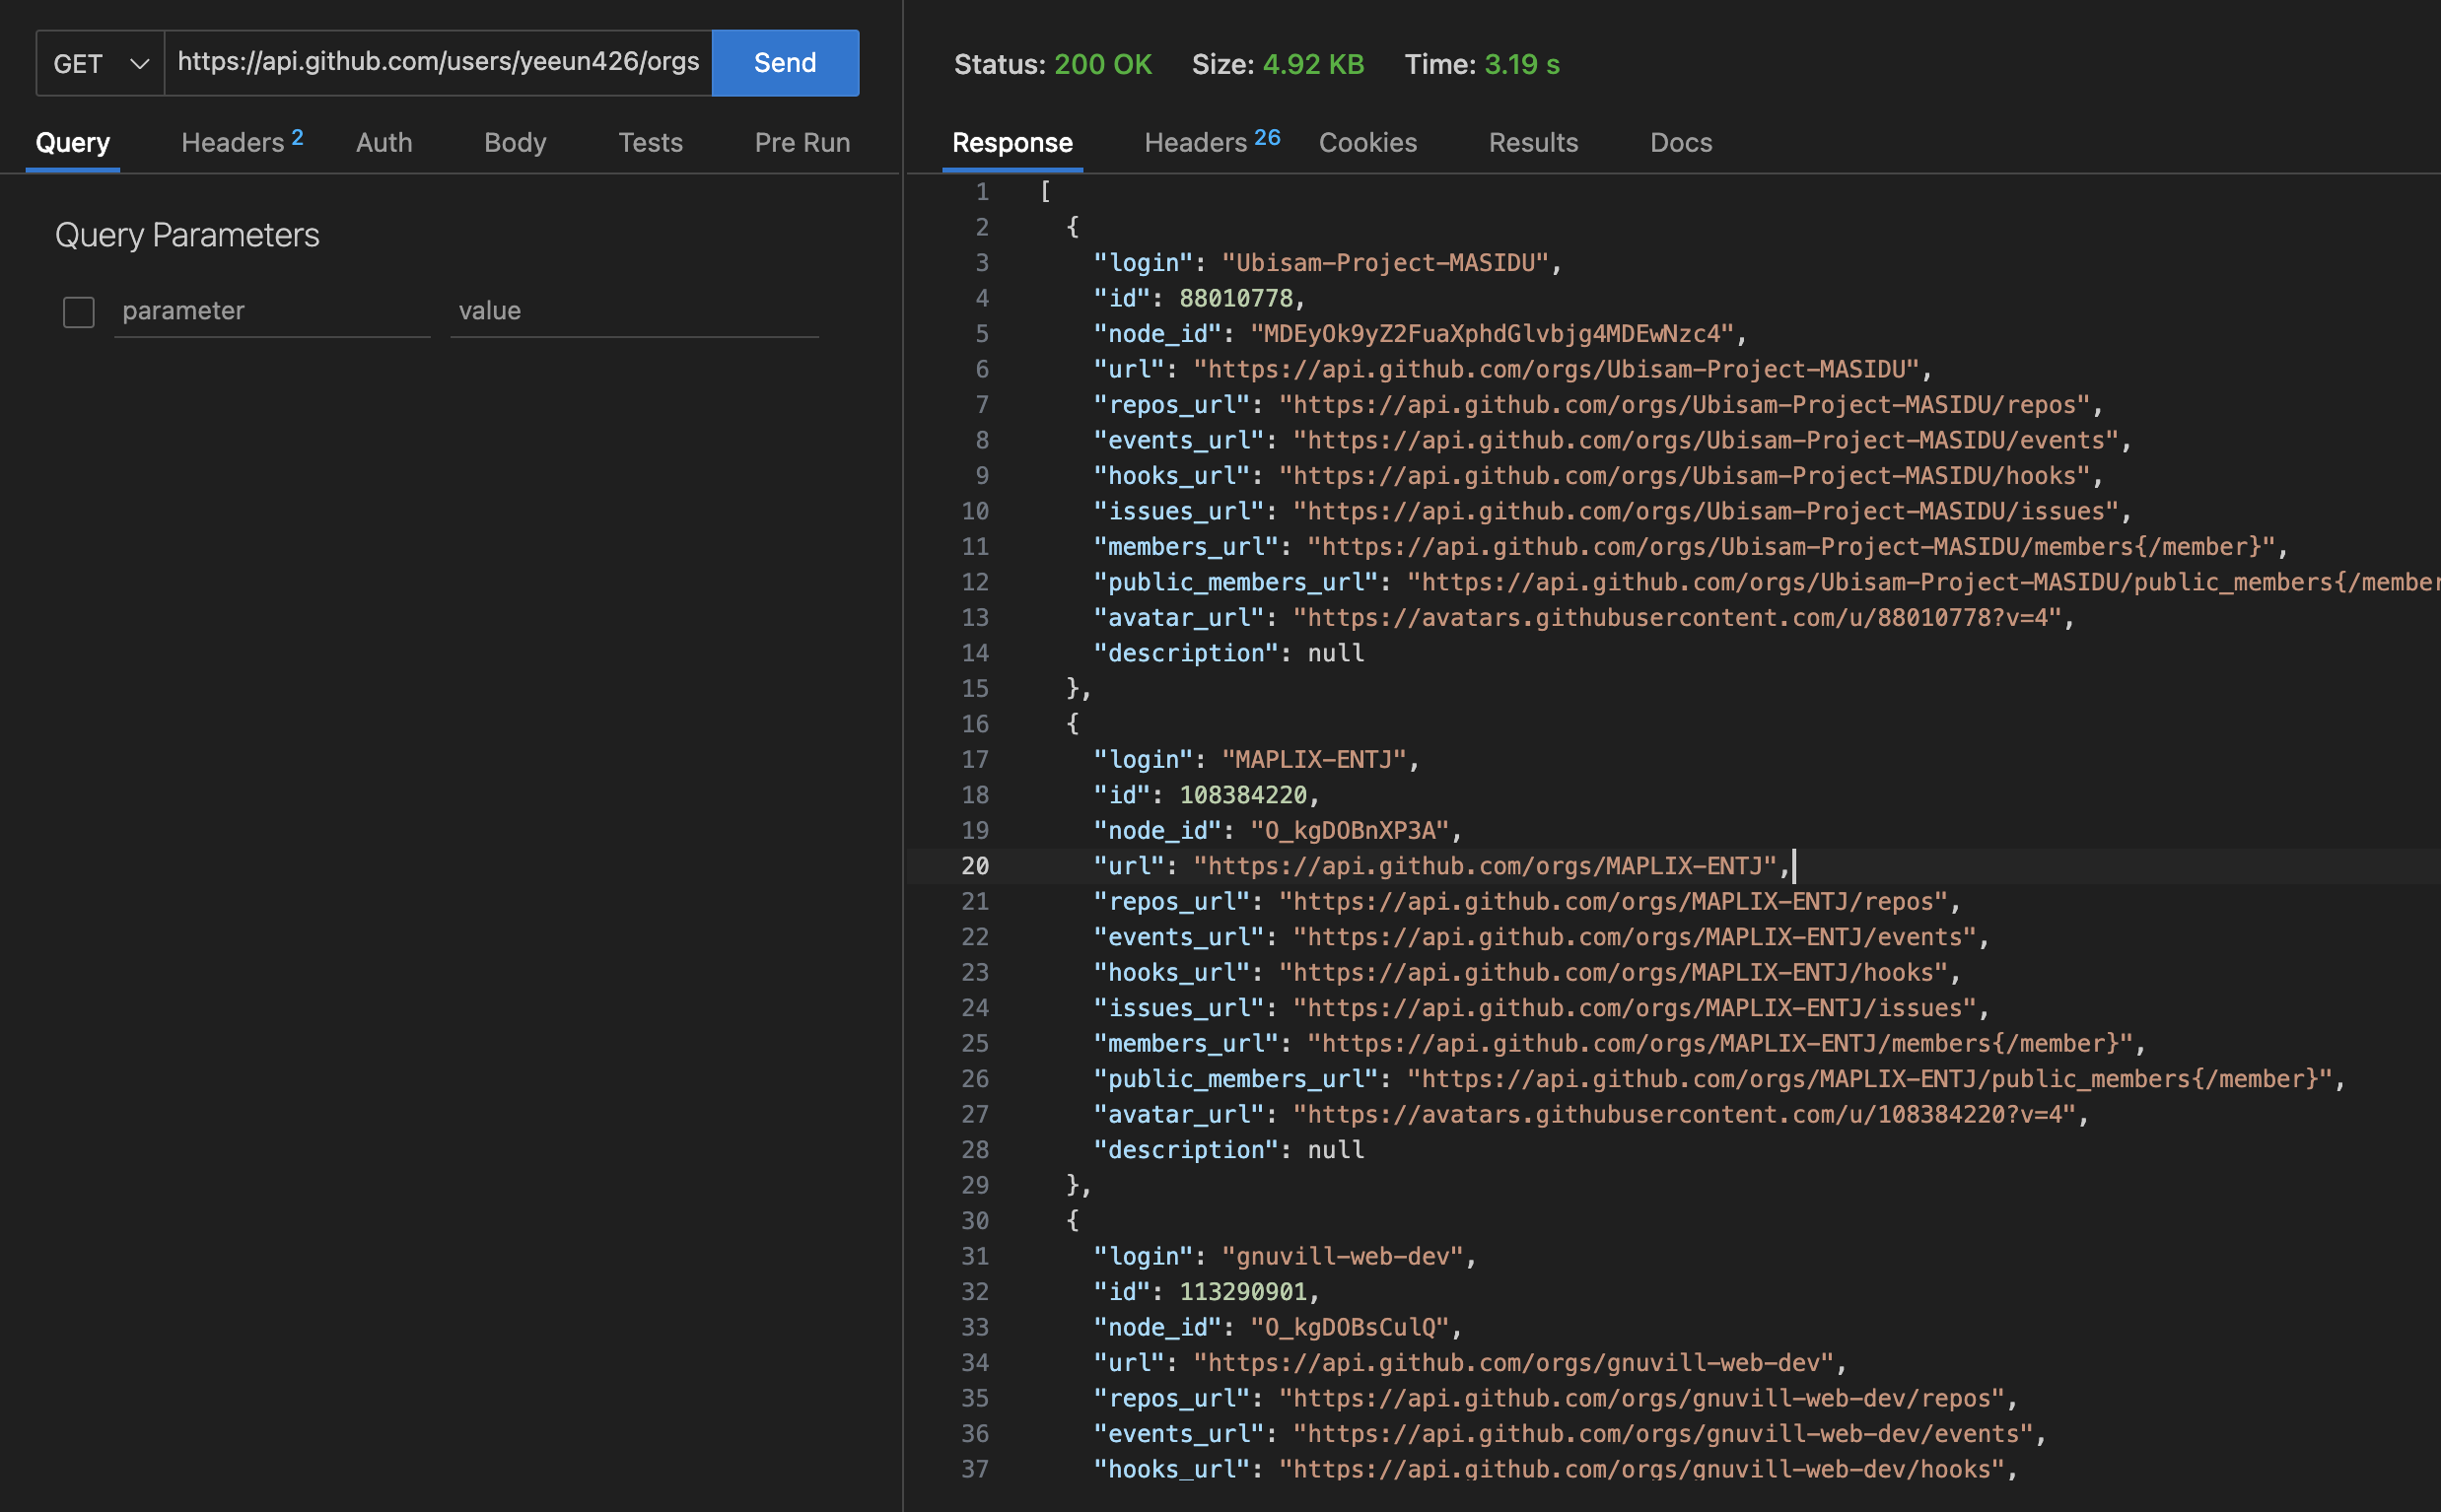 GET https://api.github.com/users/yeeun426/orgs Send
Query Headers 2 Auth Body Tests Pre Run
Query Parameters
parameter value
Status: 200 OK Size: 4.92 KB Time: 3.19 s
Response Headers 26 Cookies Results Docs
1 [
2 {
3 "login": "Ubisam-Project-MASIDU",
4 "id": 88010778,
5 "node_id": "MDEyOk9yZ2FuaXphdGlvbjg4MDEwNzc4",
6 "url": "https://api.github.com/orgs/Ubisam-Project-MASIDU",
7 "repos_url": "https://api.github.com/orgs/Ubisam-Project-MASIDU/repos",
8 "events_url": "https://api.github.com/orgs/Ubisam-Project-MASIDU/events",
9 "hooks_url": "https://api.github.com/orgs/Ubisam-Project-MASIDU/hooks",
10 "issues_url": "https://api.github.com/orgs/Ubisam-Project-MASIDU/issues",
11 "members_url": "https://api.github.com/orgs/Ubisam-Project-MASIDU/members{/member}",
12 "public_members_url": "https://api.github.com/orgs/Ubisam-Project-MASIDU/public_members{/member
13 "avatar_url": "https://avatars.githubusercontent.com/u/88010778?v=4",
14 "description": null
15 },
16 {
17 "login": "MAPLIX-ENTJ",
18 "id": 108384220,
19 "node_id": "O_kgDOBnXP3A",
20 "url": "https://api.github.com/orgs/MAPLIX-ENTJ",
21 "repos_url": "https://api.github.com/orgs/MAPLIX-ENTJ/repos",
22 "events_url": "https://api.github.com/orgs/MAPLIX-ENTJ/events",
23 "hooks_url": "https://api.github.com/orgs/MAPLIX-ENTJ/hooks",
24 "issues_url": "https://api.github.com/orgs/MAPLIX-ENTJ/issues",
25 "members_url": "https://api.github.com/orgs/MAPLIX-ENTJ/members{/member}",
26 "public_members_url": "https://api.github.com/orgs/MAPLIX-ENTJ/public_members{/member}",
27 "avatar_url": "https://avatars.githubusercontent.com/u/108384220?v=4",
28 "description": null
29 },
30 {
31 "login": "gnuvill-web-dev",
32 "id": 113290901,
33 "node_id": "O_kgDOBsCulQ",
34 "url": "https://api.github.com/orgs/gnuvill-web-dev",
35 "repos_url": "https://api.github.com/orgs/gnuvill-web-dev/repos",
36 "events_url": "https://api.github.com/orgs/gnuvill-web-dev/events",
37 "hooks_url": "https://api.github.com/orgs/gnuvill-web-dev/hooks",